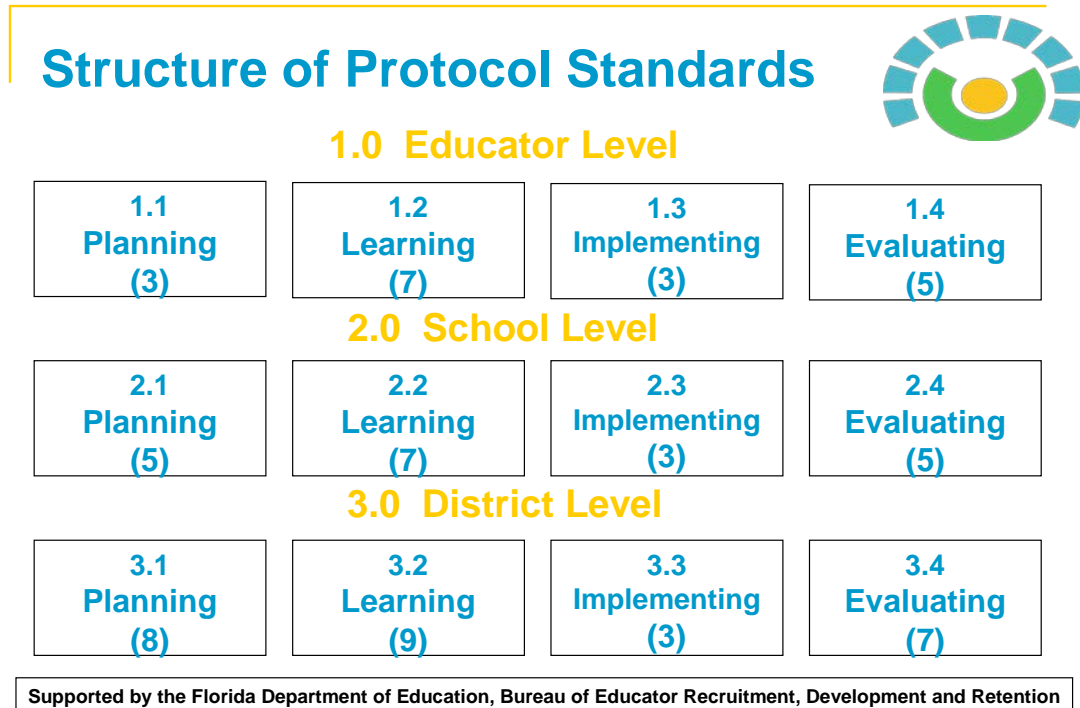 Structure of Protocol Standards
1.0 Educator Level
1.1
Planning
(3)
1.2
Learning
(7)
1.3
Implementing
(3)
1.4
Evaluating
(5)
2.0 School Level
2.1
Planning
(5)
2.2
Learning
(7)
2.3
Implementing
(3)
2.4
Evaluating
(5)
3.0 District Level
3.1
Planning
(8)
3.2
Learning
(9)
3.3
Implementing
(3)
3.4
Evaluating
(7)
Supported by the Florida Department of Education, Bureau of Educator Recruitment, Development and Retention